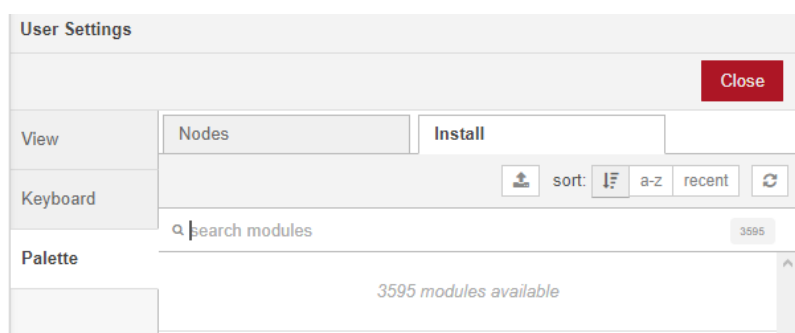 User Settings
Close
View
Nodes
Install
sort:
a-z
recent
Keyboard
search modules
3595
Palette
3595 modules available